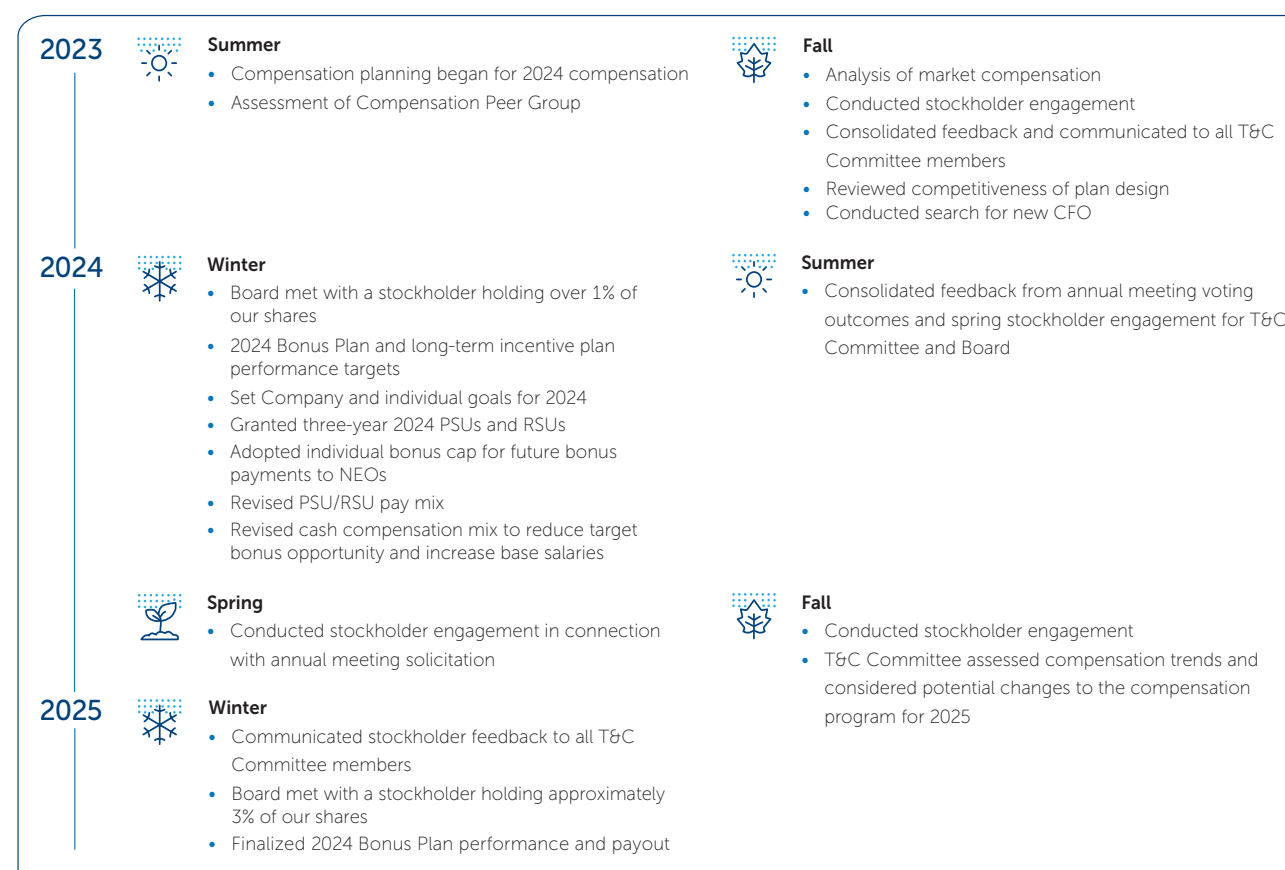 2023
Summer
• Compensation planning began for 2024 compensation
• Assessment of Compensation Peer Group
Fall
• Analysis of market compensation
• Conducted stockholder engagement
• Consolidated feedback and communicated to all T&C
Committee members
• Reviewed competitiveness of plan design
• Conducted search for new CFO
2024
Winter
• Board met with a stockholder holding over 1% of
our shares
• 2024 Bonus Plan and long-term incentive plan
performance targets
• Set Company and individual goals for 2024
• Granted three-year 2024 PSUs and RSUs
• Adopted individual bonus cap for future bonus
payments to NEOs
• Revised PSU/RSU pay mix
• Revised cash compensation mix to reduce target
bonus opportunity and increase base salaries
Summer
• Consolidated feedback from annual meeting voting
outcomes and spring stockholder engagement for T&C
Committee and Board
Spring
• Conducted stockholder engagement in connection
with annual meeting solicitation
Fall
• Conducted stockholder engagement
• T&C Committee assessed compensation trends and
considered potential changes to the compensation
program for 2025
2025
Winter
• Communicated stockholder feedback to all T&C
Committee members
• Board met with a stockholder holding approximately
3% of our shares
• Finalized 2024 Bonus Plan performance and payout